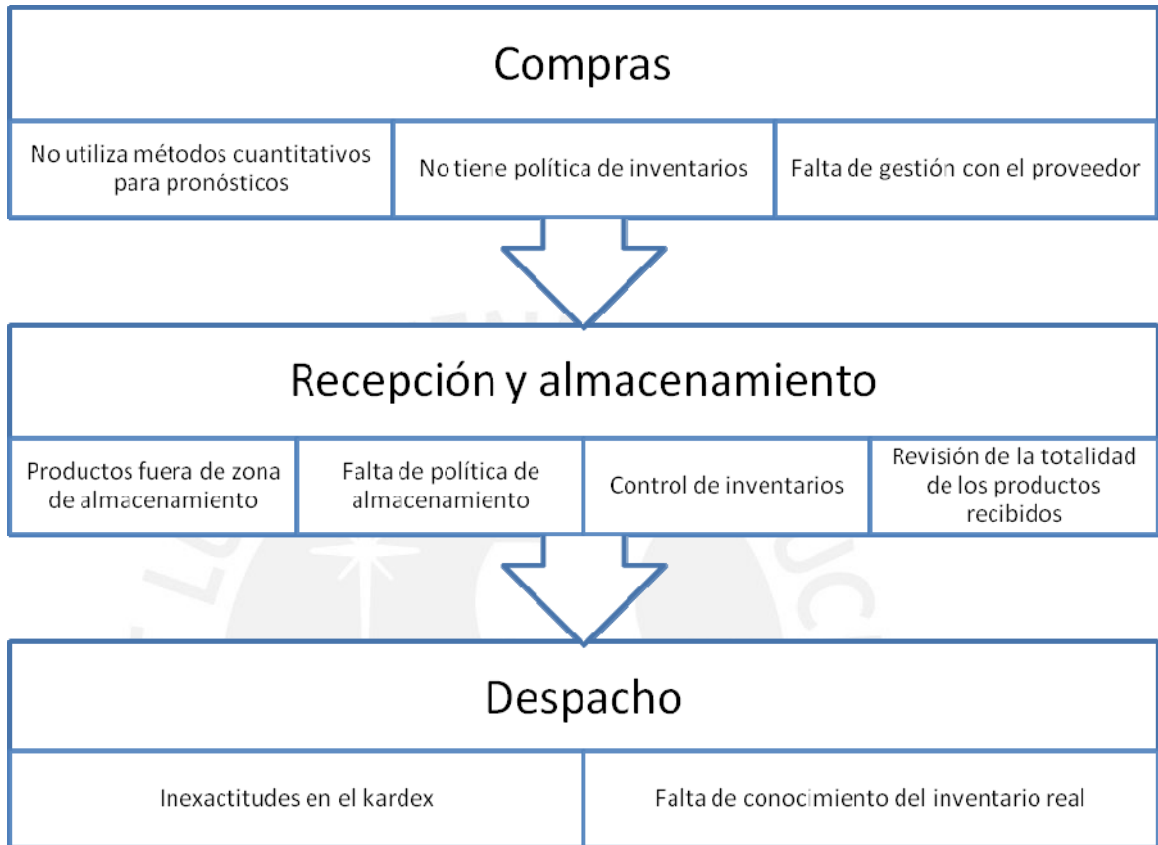 Compras
No utiliza métodos cuantitativos
para pronósticos
No tiene política de inventarios
Falta de gestión con el proveedor
Recepción y almacenamiento
Productos fuera de zona
de almacenamiento
Falta de política de
almacenamiento
Control de inventarios
Revisión de la totalidad
de los productos
recibidos
Despacho
Inexactitudes en el kardex
Falta de conocimiento del inventario real